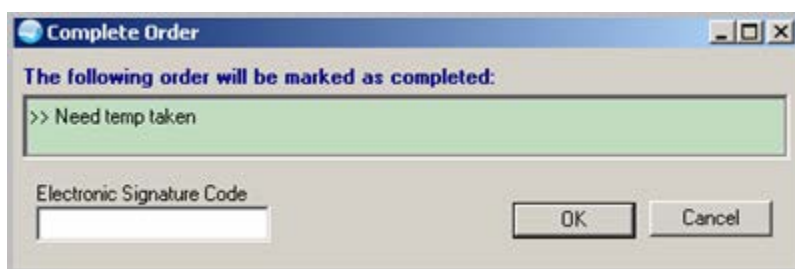 Complete Order
The following order will be marked as completed:
>> Need temp taken
Electronic Signature Code
OK Cancel